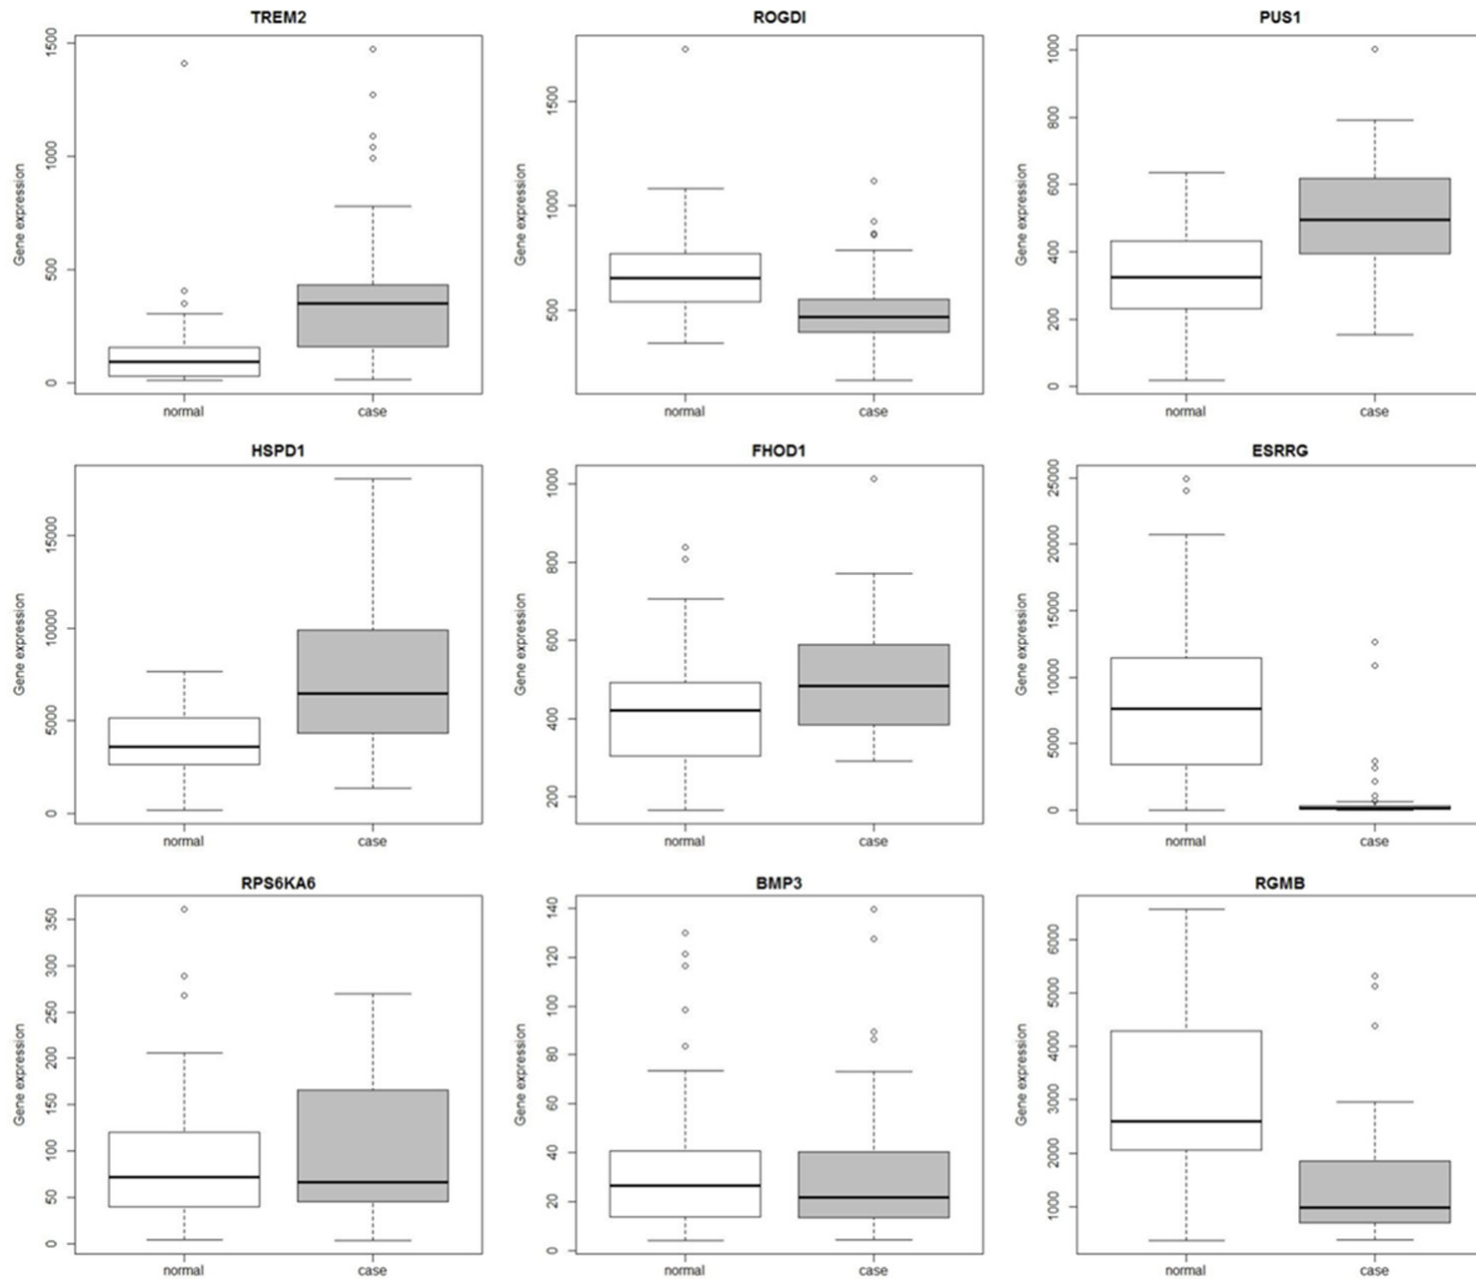 TREM2
ROGDI
PUS1
Gene expression
0
500
1000
1500
normal
case
Gene expression
500
1000
1500
normal
case
Gene expression
0
200
400
600
800
1000
normal
case
HSPD1
FHOD1
ESRRG
Gene expression
0
5000
10000
15000
normal
case
Gene expression
200
400
600
800
1000
normal
case
Gene expression
0
5000
10000
15000
20000
25000
normal
case
RPS6KA6
BMP3
RGMB
Gene expression
0
50
100
150
200
250
300
350
normal
case
Gene expression
0
20
40
60
80
100
120
140
normal
case
Gene expression
1000
2000
3000
4000
5000
6000
normal
case